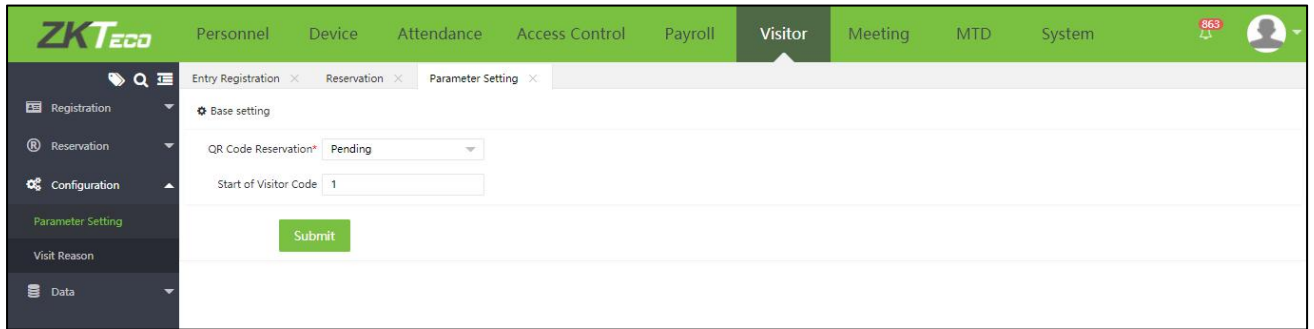 ZKTeco Personnel Device Attendance Access Control Payroll Visitor Meeting MTD System 863
Entry Registration × Reservation × Parameter Setting ×
Registration
Base setting
® Reservation
QR Code Reservation* Pending
Configuration
Start of Visitor Code 1
Parameter Setting
Submit
Visit Reason
Data